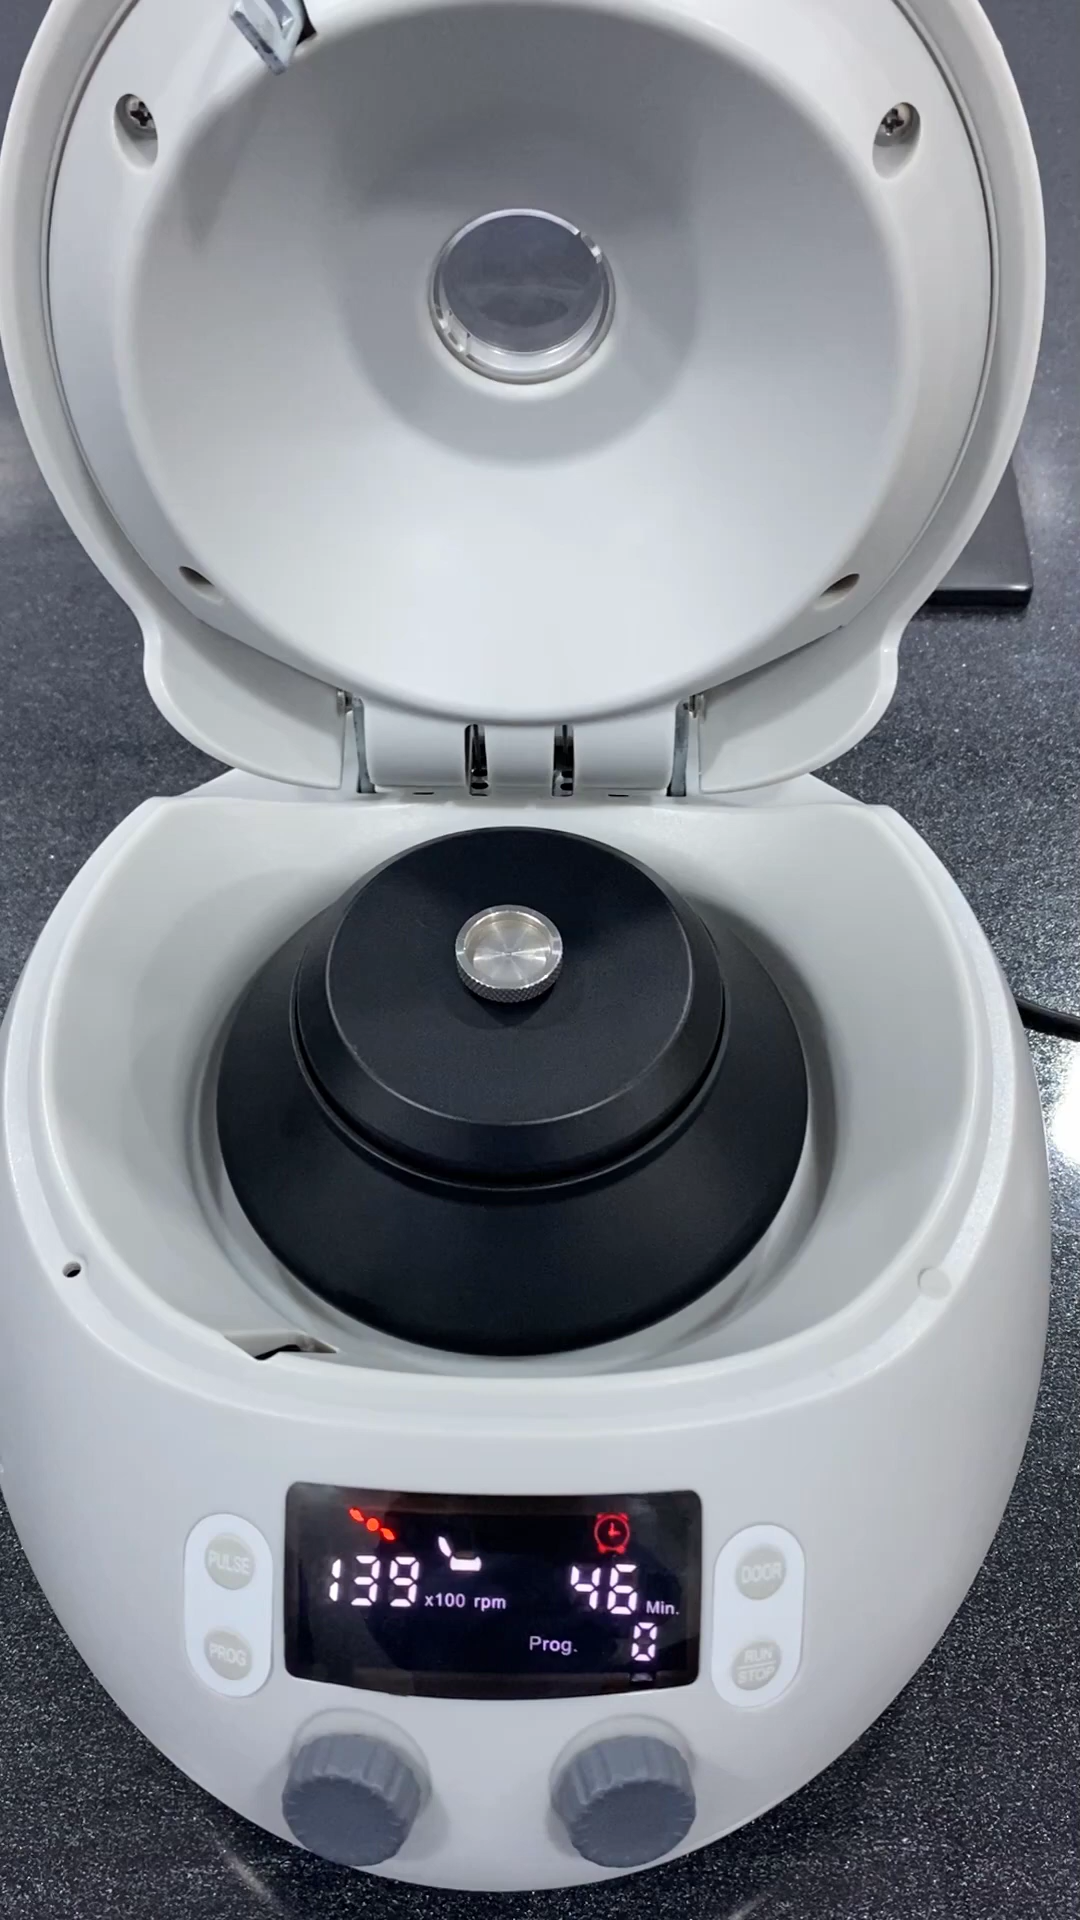 PULSE
PROG
139 x100 rpm
46 Min.
Prog. 0
DOOR
RUN
STOP